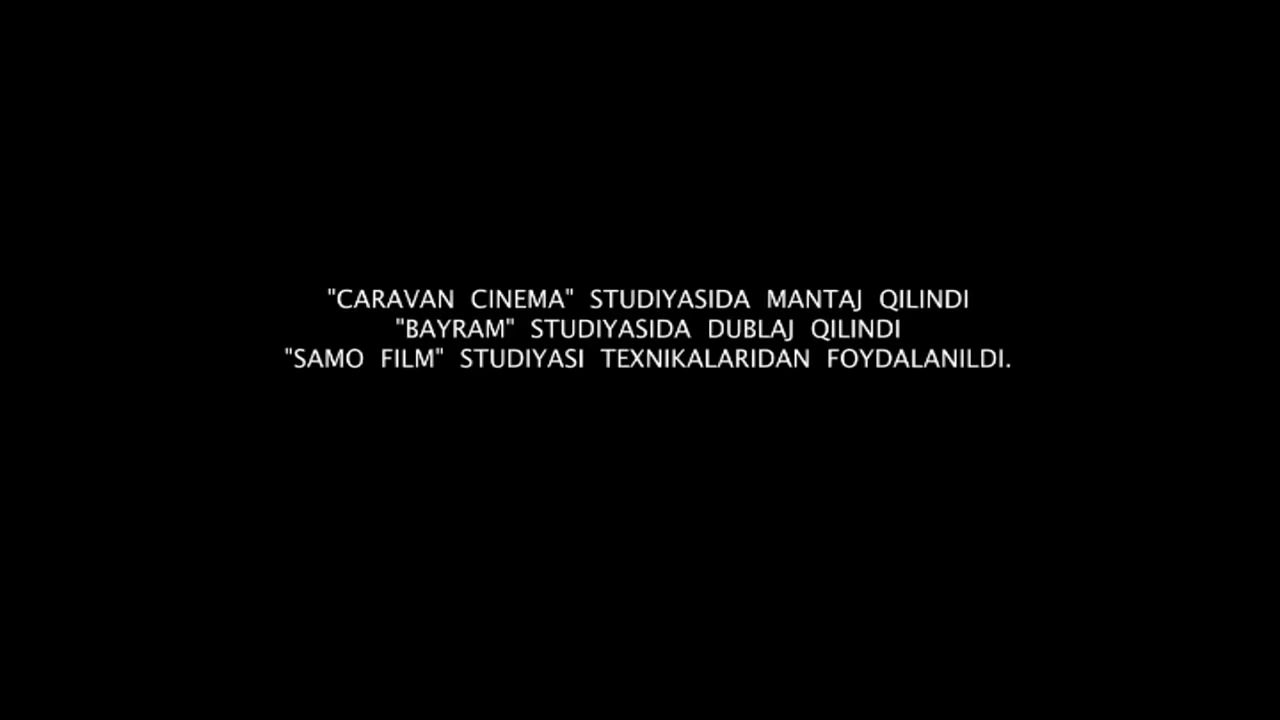 "CARAVAN CINEMA" STUDIYASIDA MANTAJ QILINDI
"BAYRAM" STUDIYASIDA DUBLAJ QILINDI
"SAMO FILM" STUDIYASI TEXNIKALARIDAN FOYDALANILDI.